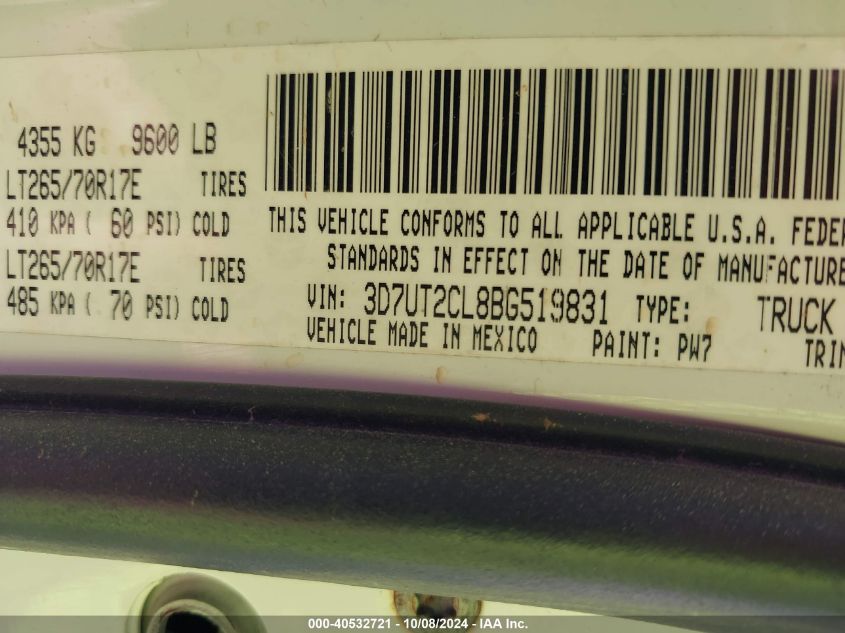 4355 KG 9600 LB
LT265/70R17E TIRES
410 KPA ( 60 PSI) COLD
LT265/70R17E TIRES
485 KPA ( 70 PSI) COLD
THIS VEHICLE CONFORMS TO ALL APPLICABLE U.S.A. FEDER
STANDARDS IN EFFECT ON THE DATE OF MANUFACTURE
VIN: 3D7UT2CL8BG519831 TYPE: TRUCK
VEHICLE MADE IN MEXICO PAINT: PW7 TRIM
000-40532721 - 10/08/2024 - IAA Inc.